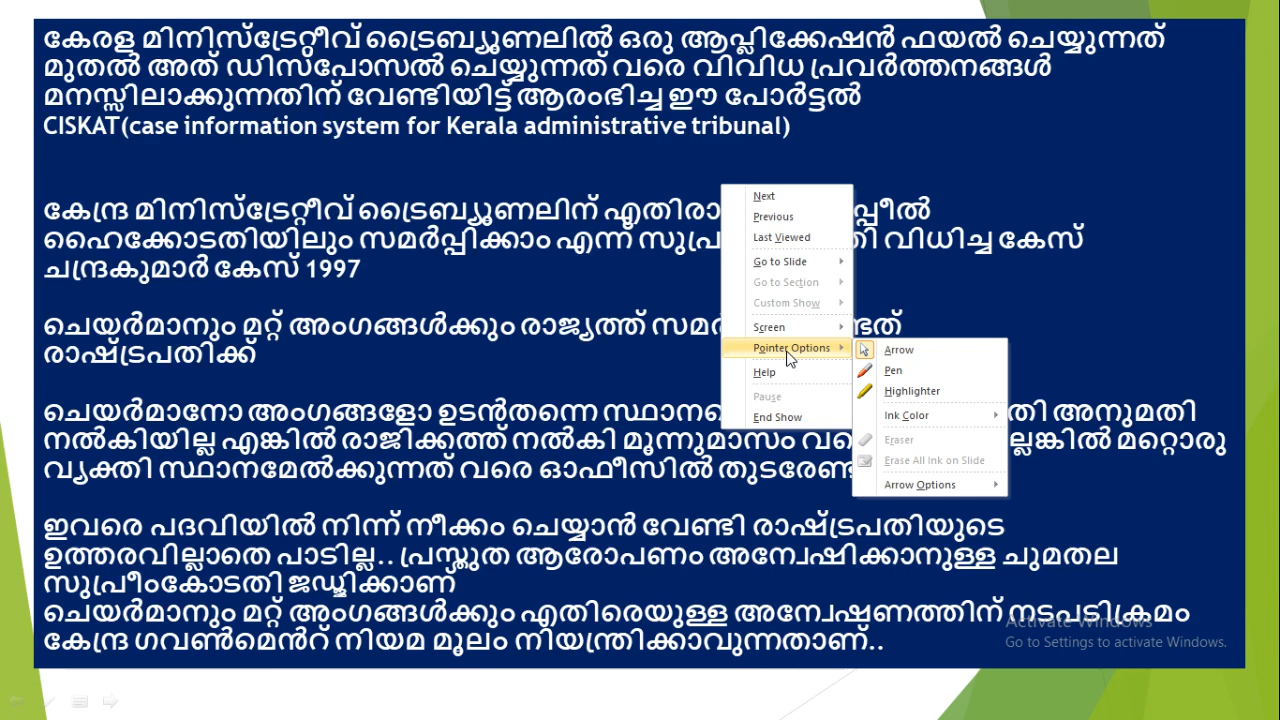 കേരള മിനിസ്ട്രേറ്റീവ് ട്രൈബ്യൂണലിൽ ഒരു ആപ്ലിക്കേഷൻ ഫയൽ ചെയ്യുന്നത്
മുതൽ അത് ഡിസ്പോസൽ ചെയ്യുന്നത് വരെ വിവിധ പ്രവർത്തനങ്ങൾ
മനസ്സിലാക്കുന്നതിന് വേണ്ടിയിട്ട് ആരംഭിച്ച ഈ പോർട്ടൽ
CISKAT(case information system for Kerala administrative tribunal)
കേന്ദ്ര മിനിസ്ട്രേറ്റീവ് ട്രൈബ്യൂണലിന്
ഹൈക്കോടതിയിലും സമർപ്പിക്കാം എന്ന് വിധിച്ച കേസ്
ചന്ദ്രകുമാർ കേസ് 1997
ചെയർമാനും മറ്റ് അംഗങ്ങൾക്കും രാജ്യത്ത്
രാഷ്ട്രപതിക്ക്
ചെയർമാനോ അംഗങ്ങളോ ഉടൻതന്നെ അനുമതി
നൽകിയില്ല എങ്കിൽ രാജിക്കത്ത് നൽകി മൂന്നുമാസം മറ്റൊരു
വ്യക്തി സ്ഥാനമേൽക്കുന്നത് വരെ ഓഫീസിൽ
ഇവരെ പദവിയിൽ നിന്ന് നീക്കം ചെയ്യാൻ വേണ്ടി രാഷ്ട്രപതിയുടെ
ഉത്തരവില്ലാതെ പാടില്ല.. പ്രസ്തുത ആരോപണം അന്വേഷിക്കാനുള്ള ചുമതല
സുപ്രീംകോടതി ജഡ്ജിക്കാണ്
ചെയർമാനും മറ്റ് അംഗങ്ങൾക്കും എതിരെയുള്ള അന്വേഷണത്തിന് നടപടിക്രമം
കേന്ദ്ര ഗവൺമെൻറ് നിയമ മൂലം നിയന്ത്രിക്കാവുന്നതാണ്..
Next
Previous
Last Viewed
Go to Slide
Go to Section
Custom Show
Screen
Pointer Options
Help
Pause
End Show
Arrow
Pen
Highlighter
Ink Color
Eraser
Erase All Ink on Slide
Arrow Options
Activate Windows
Go to Settings to activate Windows.